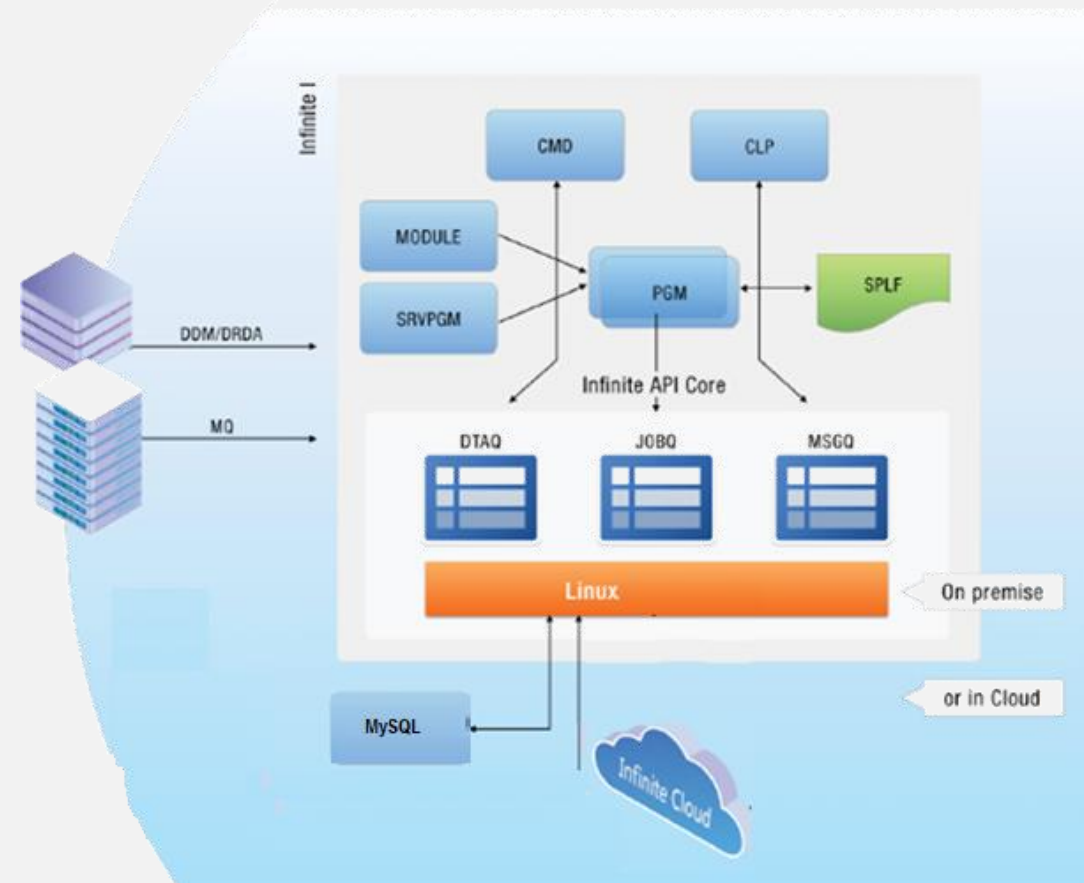 Infinite I
CMD
CLP
MODULE
SRVPGM
PGM
SPLF
DDM/DRDA
MQ
Infinite API Core
DTAQ
JOBQ
MSGQ
Linux
On premise
or in Cloud
MySQL
Infinite Cloud